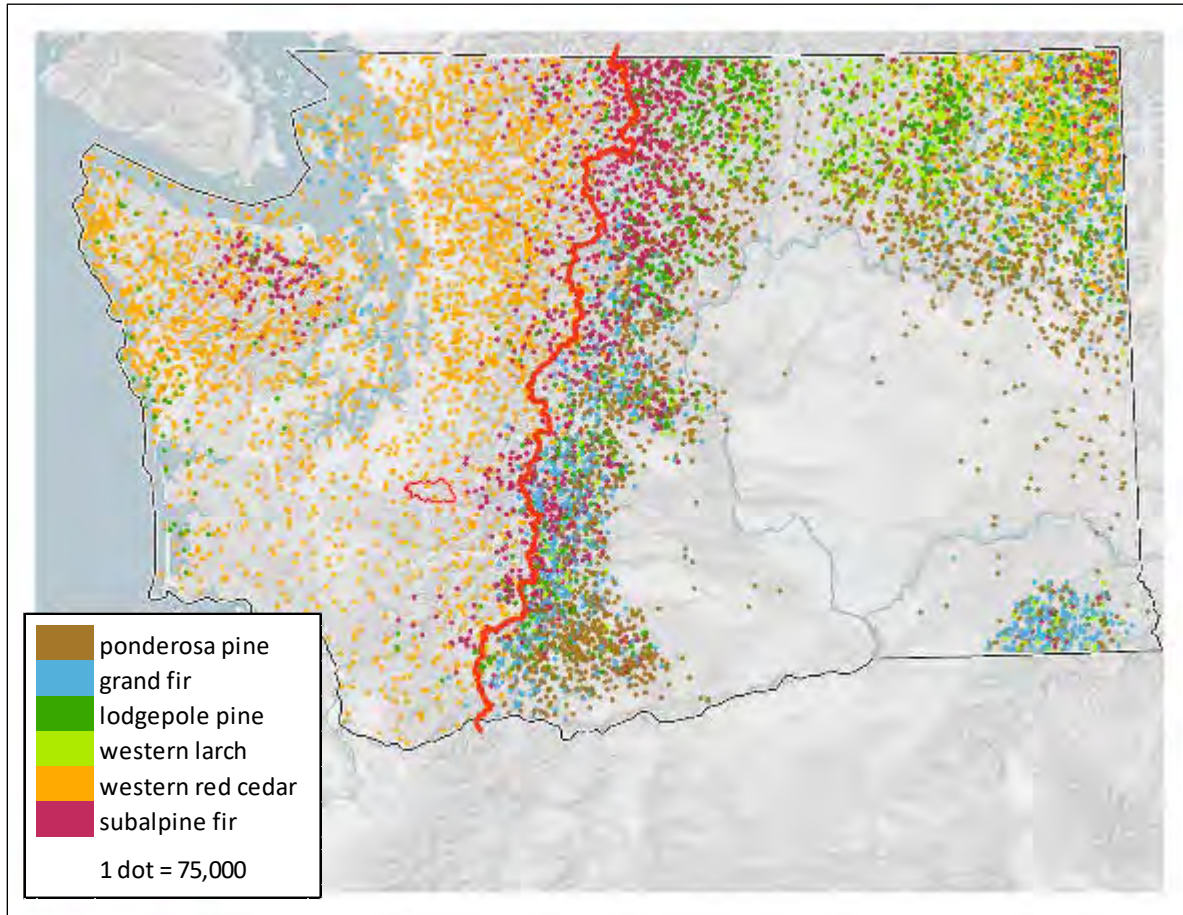 ponderosa pine
grand fir
lodgepole pine
western larch
western red cedar
subalpine fir
1 dot = 75,000